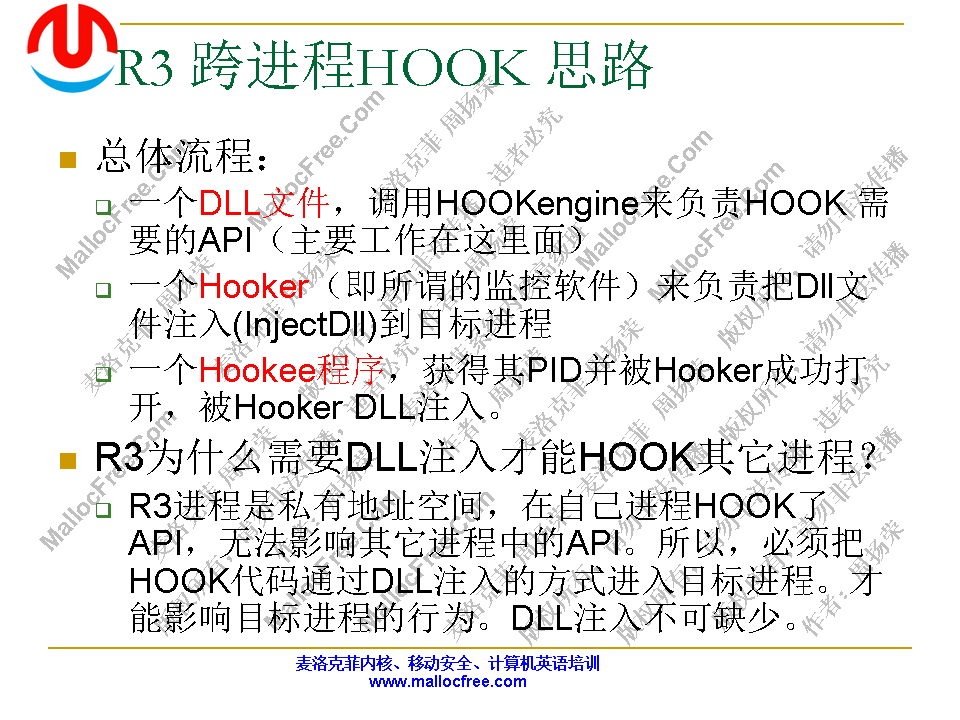 R3 跨进程HOOK 思路
总体流程：
一个DLL文件，调用HOOKengine来负责HOOK 需
要的API（主要工作在这里面）
一个Hooker（即所谓的监控软件）来负责把Dll文
件注入(InjectDll)到目标进程
一个Hookee程序，获得其PID并被Hooker成功打
开，被Hooker DLL注入。
R3为什么需要DLL注入才能HOOK其它进程？
R3进程是私有地址空间，在自己进程HOOK了
API，无法影响其它进程中的API。所以，必须把
HOOK代码通过DLL注入的方式进入目标进程。才
能影响目标进程的行为。DLL注入不可缺少。
麦洛克菲内核、移动安全、计算机英语培训
www.mallocfree.com